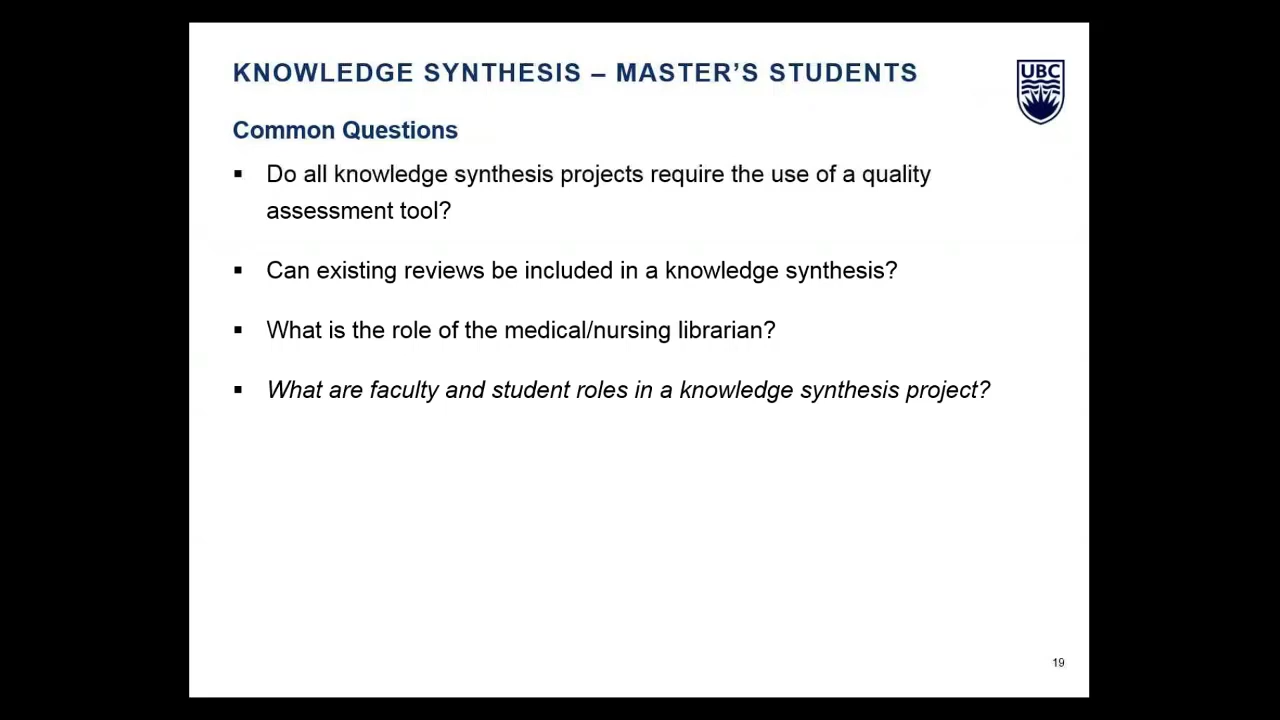 KNOWLEDGE SYNTHESIS – MASTER’S STUDENTS
UBC
Common Questions
▪ Do all knowledge synthesis projects require the use of a quality
assessment tool?
▪ Can existing reviews be included in a knowledge synthesis?
▪ What is the role of the medical/nursing librarian?
▪ What are faculty and student roles in a knowledge synthesis project?
19